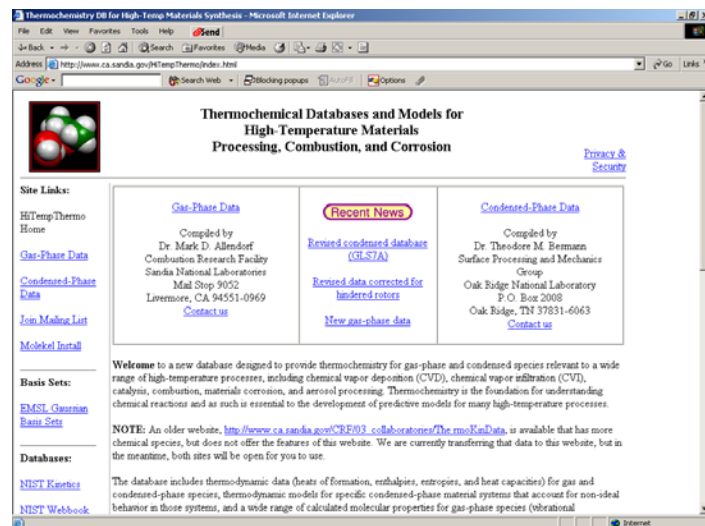 Thermochemistry DB for High-Temp Materials Synthesis - Microsoft Internet Explorer
File Edit View Favorites Tools Help Send
Back Search Favorites Media
Address http://www.ca.sandia.gov/HiTempThermo/index.html Go Links
Google Search Web Blocking popups AutoFill Options
Thermochemical Databases and Models for
High-Temperature Materials
Processing, Combustion, and Corrosion
Privacy &
Security
Site Links:
HiTempThermo
Home
Gas-Phase Data
Condensed-Phase
Data
Join Mailing List
Molekel Install
Basis Sets:
EMSL Gaussian
Basis Sets
Databases:
NIST Kinetics
NIST Webbook
Gas-Phase Data
Compiled by
Dr. Mark D. Allendorf
Combustion Research Facility
Sandia National Laboratories
Mail Stop 9052
Livermore, CA 94551-0969
Contact us
Recent News
Revised condensed database
(GLS7A)
Revised data corrected for
hindered rotors
New gas-phase data
Condensed-Phase Data
Compiled by
Dr. Theodore M. Besmann
Surface Processing and Mechanics
Group
Oak Ridge National Laboratory
P.O. Box 2008
Oak Ridge, TN 37831-6063
Contact us
Welcome to a new database designed to provide thermochemistry for gas-phase and condensed species relevant to a wide
range of high-temperature processes, including chemical vapor deposition (CVD), chemical vapor infiltration (CVI),
catalysis, combustion, materials corrosion, and aerosol processing. Thermochemistry is the foundation for understanding
chemical reactions and as such is essential to the development of predictive models for many high-temperature processes.
NOTE: An older website, http://www.ca.sandia.gov/CRF/03_collaboratories/The rmoKinData, is available that has more
chemical species, but does not offer the features of this website. We are currently transferring that data to this website, but in
the meantime, both sites will be open for you to use.
The database includes thermodynamic data (heats of formation, enthalpies, entropies, and heat capacities) for gas and
condensed-phase species, thermodynamic models for specific condensed-phase material systems that account for non-ideal
behavior in those systems, and a wide range of calculated molecular properties for gas-phase species (vibrational
Internet